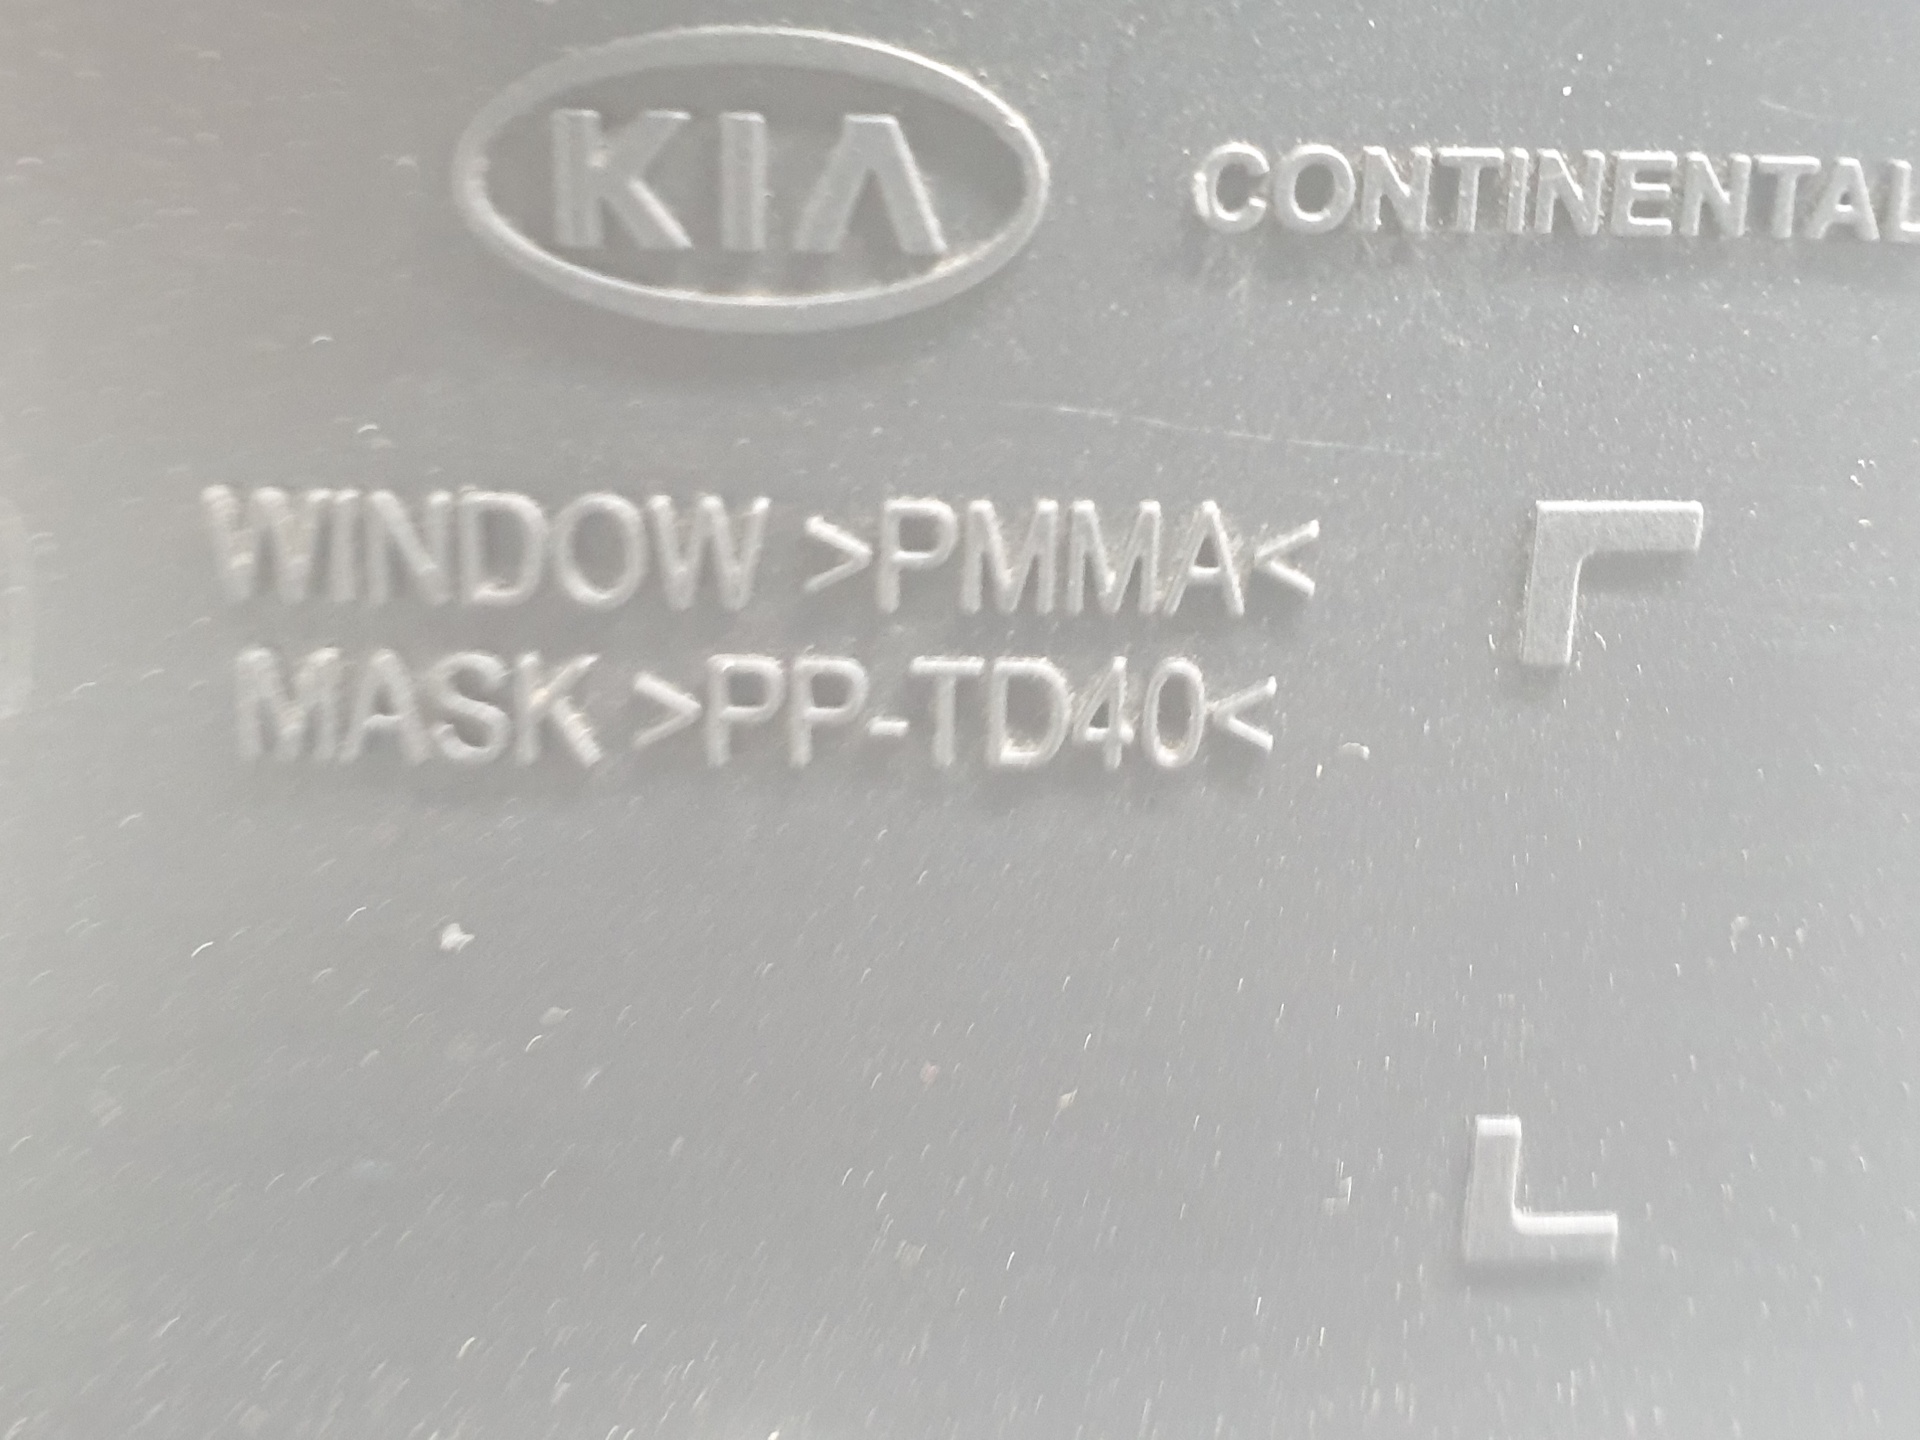 KIA CONTINENTAL
WINDOW >PMMA<
MASK >PP-TD40<